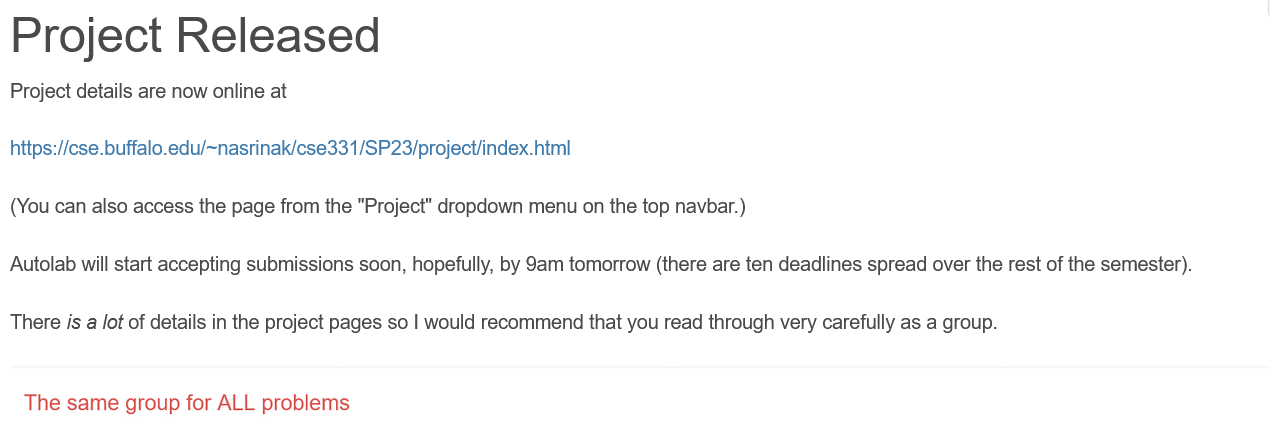 Project Released
Project details are now online at
https://cse.buffalo.edu/~nasrinak/cse331/SP23/project/index.html
(You can also access the page from the "Project" dropdown menu on the top navbar.)
Autolab will start accepting submissions soon, hopefully, by 9am tomorrow (there are ten deadlines spread over the rest of the semester).
There is a lot of details in the project pages so I would recommend that you read through very carefully as a group.
The same group for ALL problems